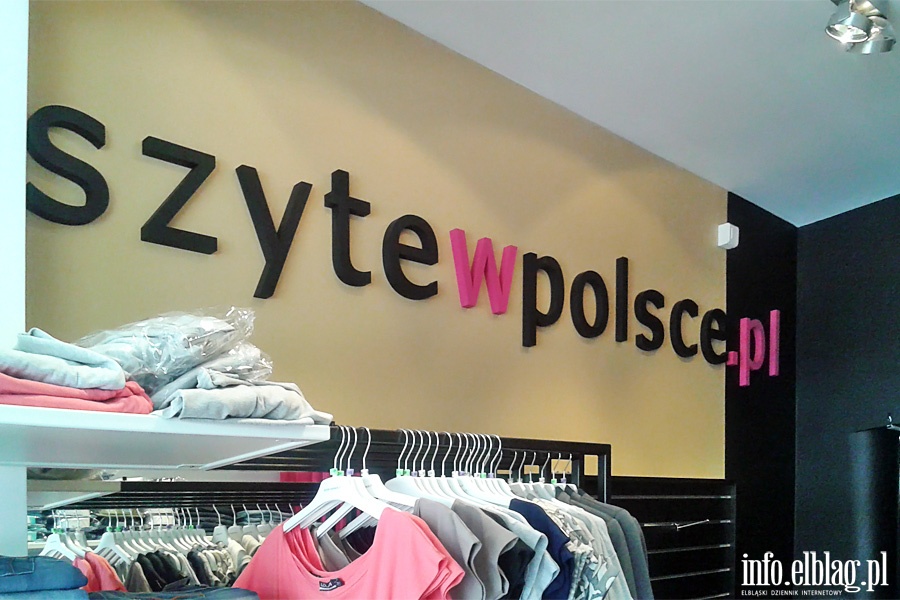 szytewpolsce.pl
info.elblag.pl
ELBLĄSKI DZIENNIK INTERNETOWY